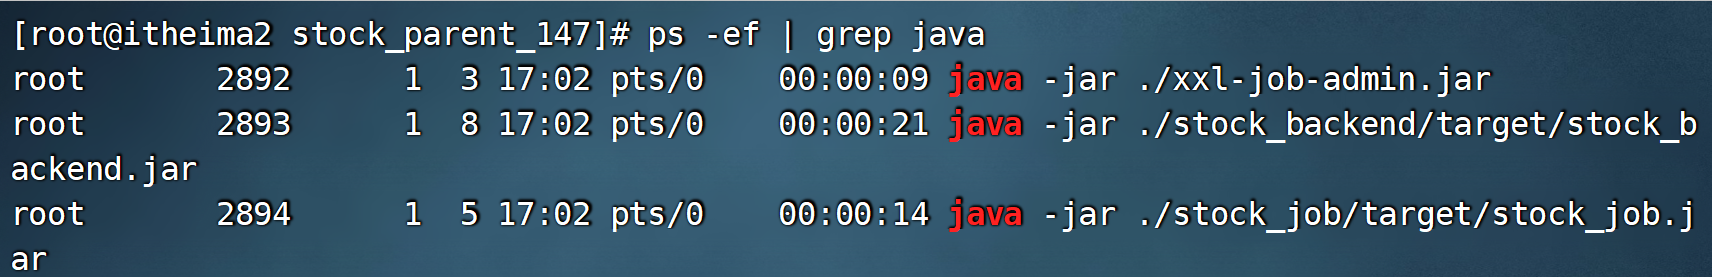 [root@itheima2 stock_parent_147]# ps -ef | grep java
root       2892      1  3 17:02 pts/0    00:00:09 java -jar ./xxl-job-admin.jar
root       2893      1  8 17:02 pts/0    00:00:21 java -jar ./stock_backend/target/stock_b
ackend.jar
root       2894      1  5 17:02 pts/0    00:00:14 java -jar ./stock_job/target/stock_job.j
ar